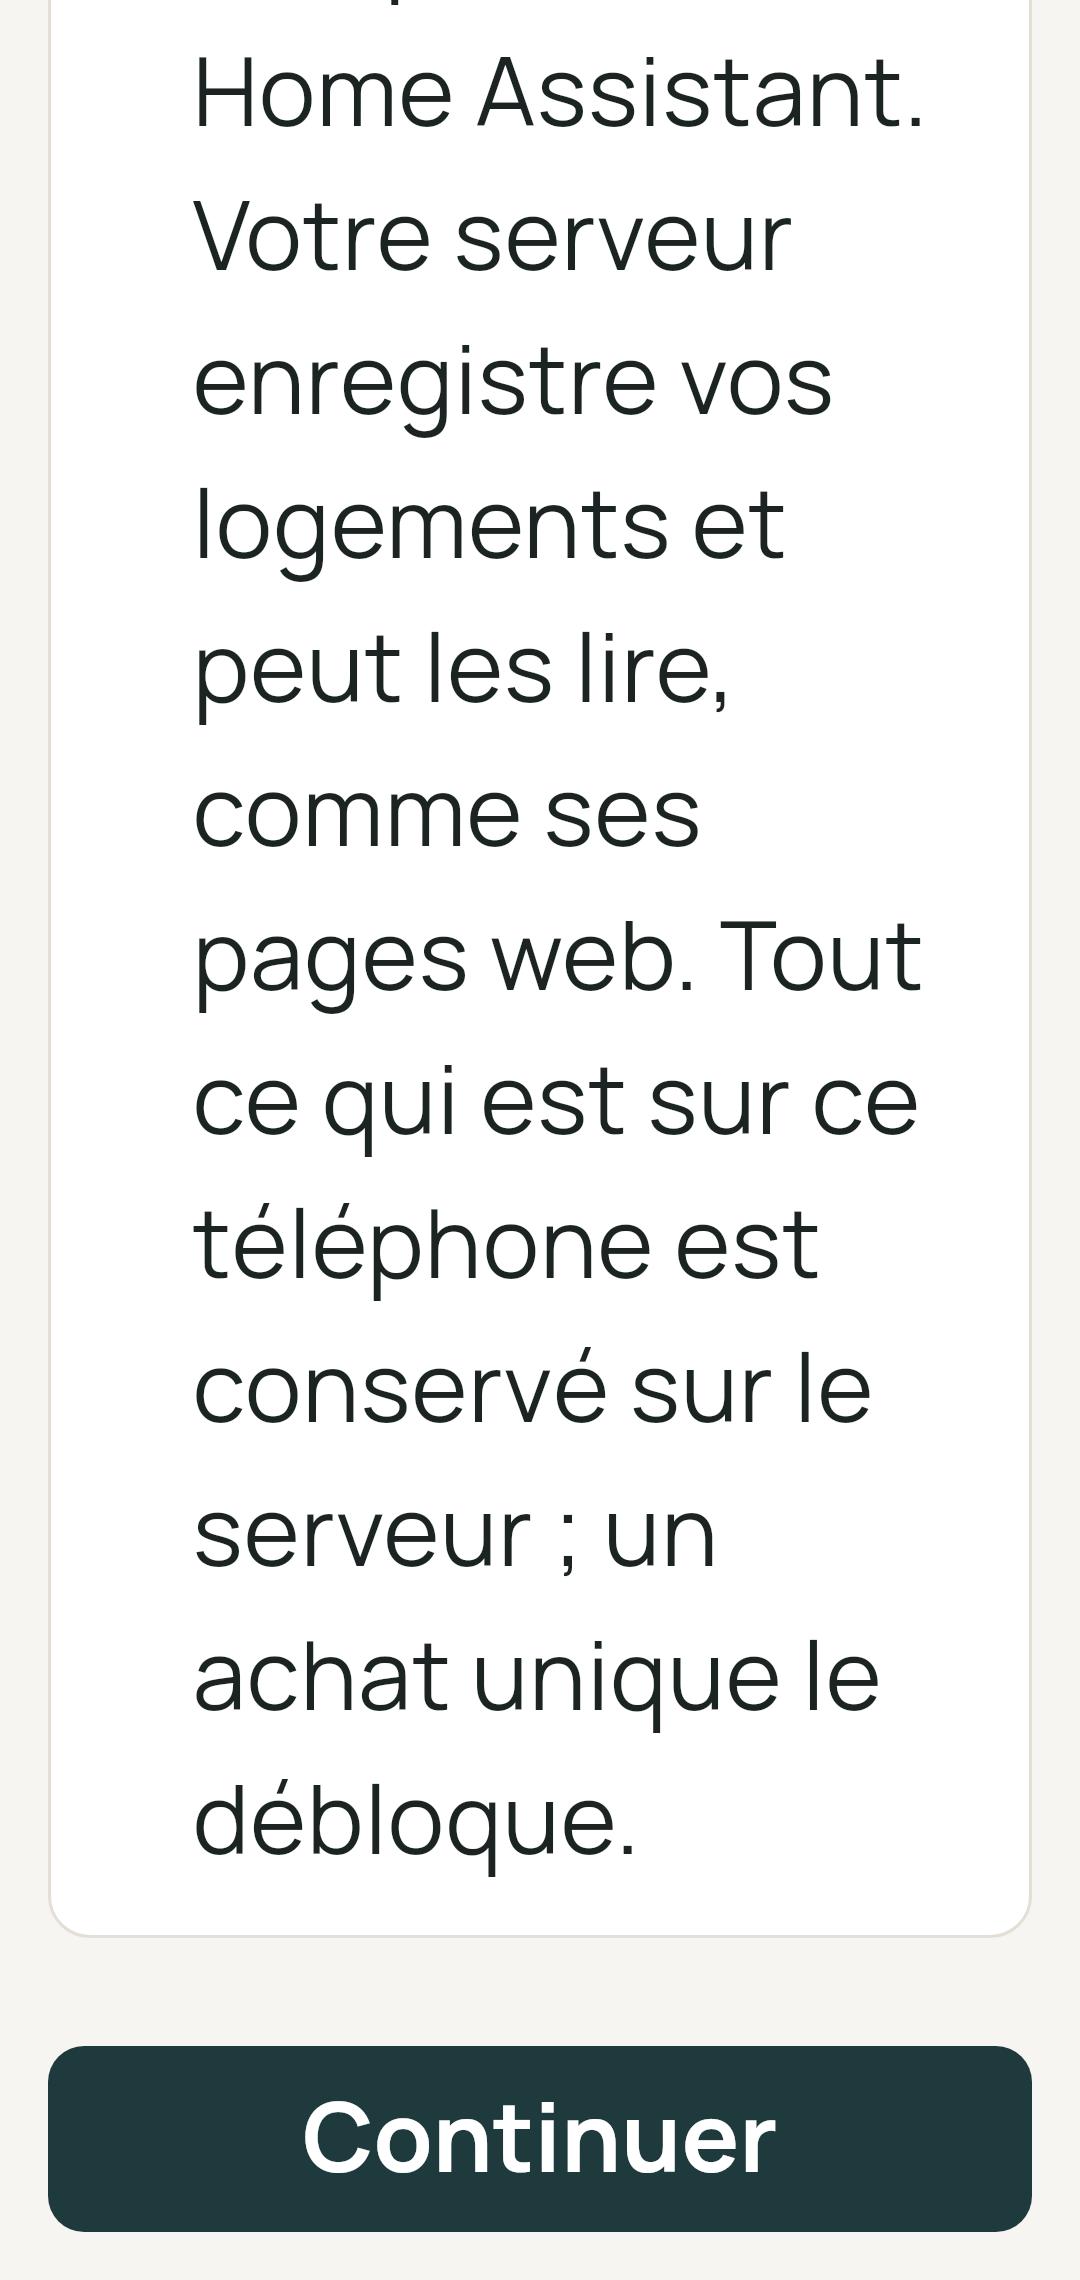 Home Assistant.
Votre serveur
enregistre vos
logements et
peut les lire,
comme ses
pages web. Tout
ce qui est sur ce
téléphone est
conservé sur le
serveur ; un
achat unique le
débloque.
Continuer